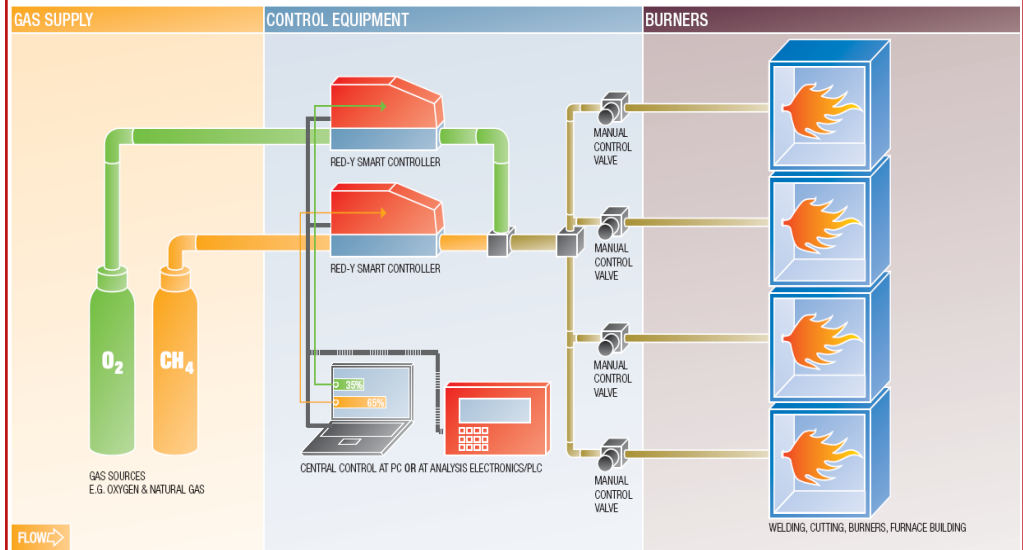 GAS SUPPLY
CONTROL EQUIPMENT
BURNERS
RED-Y SMART CONTROLLER
RED-Y SMART CONTROLLER
O2
CH4
35%
65%
GAS SOURCES
E.G. OXYGEN & NATURAL GAS
CENTRAL CONTROL AT PC OR AT ANALYSIS ELECTRONICS/PLC
MANUAL
CONTROL
VALVE
MANUAL
CONTROL
VALVE
MANUAL
CONTROL
VALVE
MANUAL
CONTROL
VALVE
WELDING, CUTTING, BURNERS, FURNACE BUILDING
FLOW